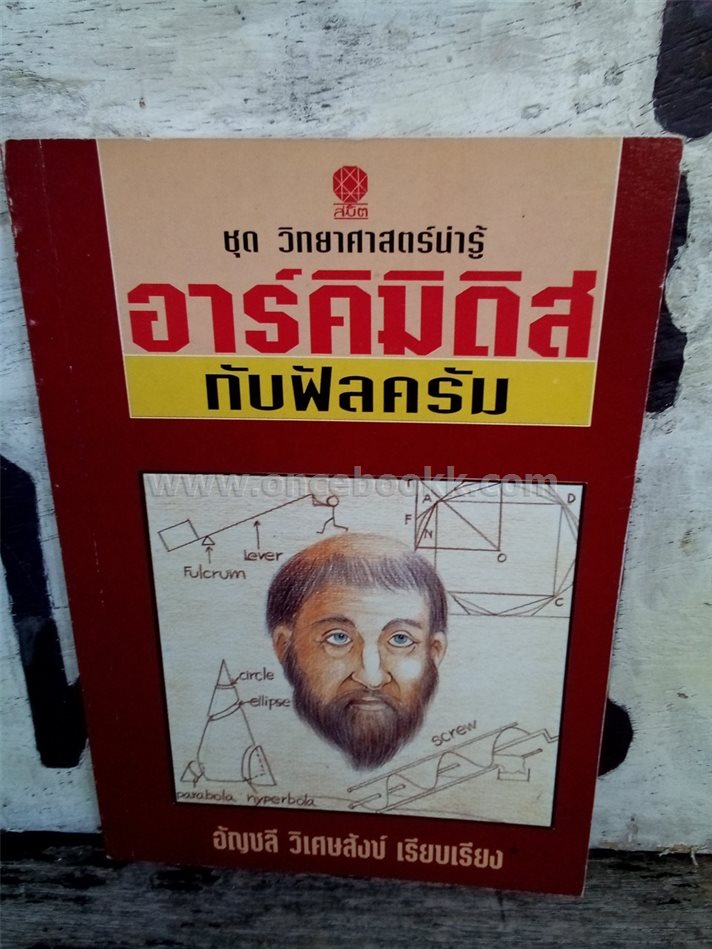 สมิต
ชุด วิทยาศาสตร์น่ารู้
อาร์คิมิดิส
กับฟัลครัม
www.oncebookk.com
A
D
F
N
O
C
Lever
Fulcrum
circle
ellipse
screw
parabola hyperbola
อัญชลี วิเศษสังข์ เรียบเรียง